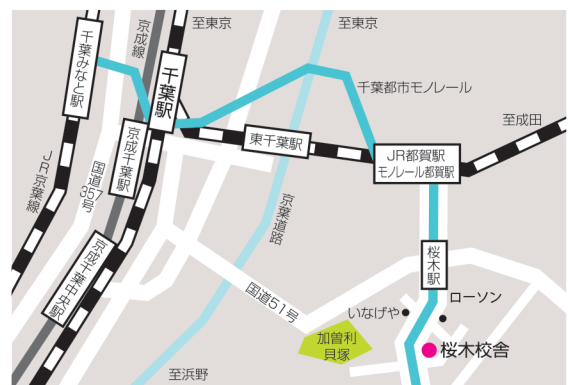 至東京
至東京
京成線
千葉みなと駅
千葉駅
千葉都市モノレール
至成田
東千葉駅
JR都賀駅
モノレール都賀駅
京成千葉駅
国道
357
号
JR京葉線
京葉道路
京成千葉中央駅
桜木駅
国道51号
いなげや
ローソン
加曽利
貝塚
桜木校舎
至浜野